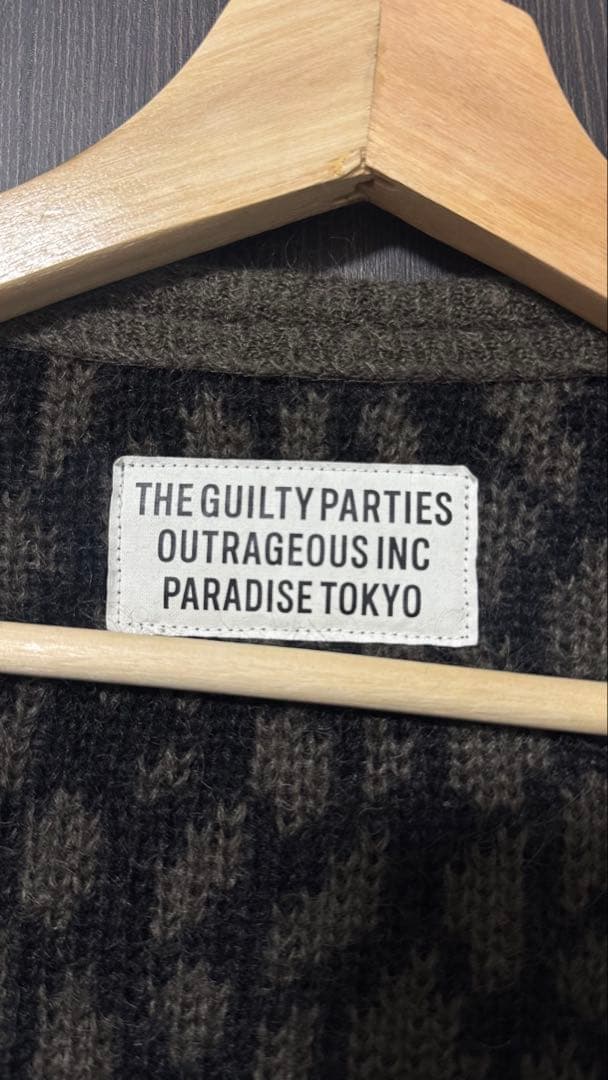 THE GUILTY PARTIES
OUTRAGEOUS INC
PARADISE TOKYO